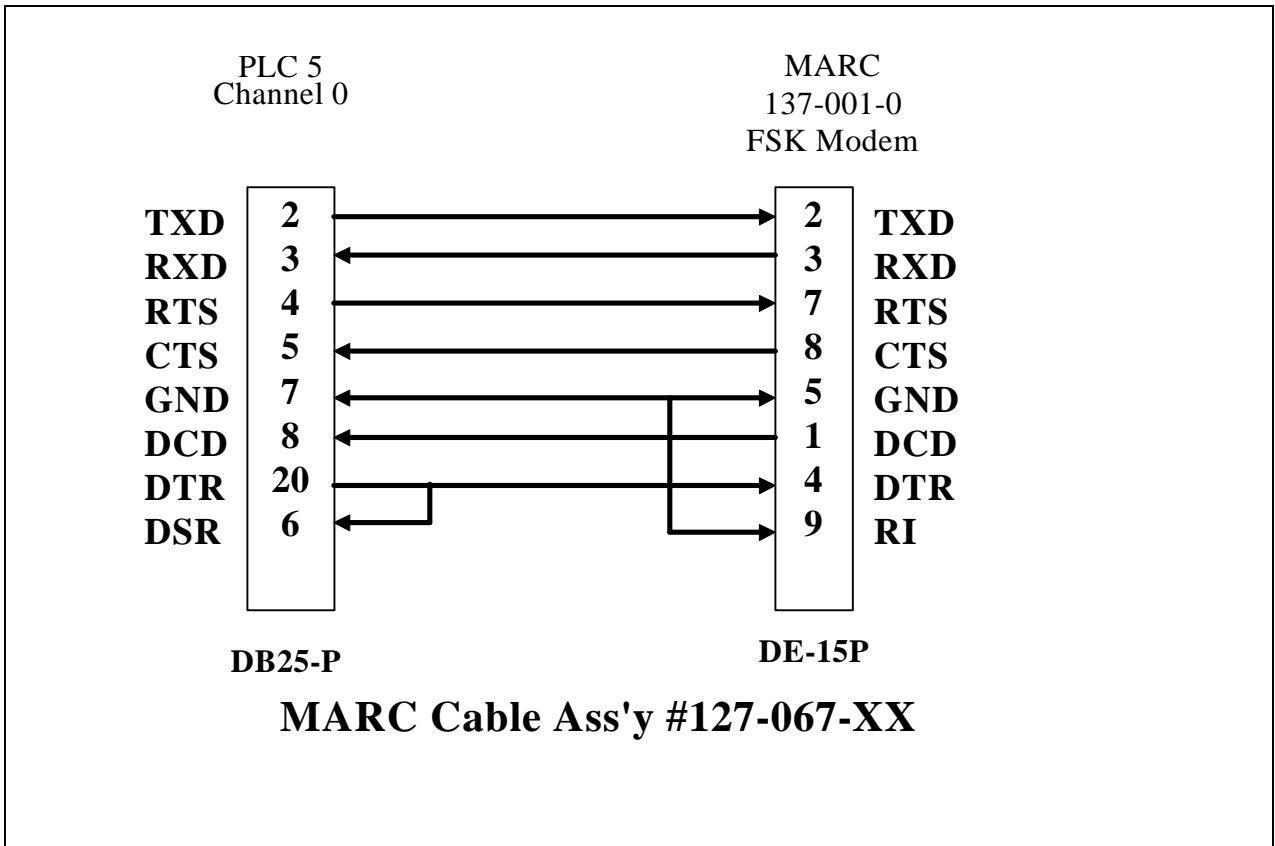 PLC 5
Channel 0
MARC
137-001-0
FSK Modem
TXD 2 2 TXD
RXD 3 3 RXD
RTS 4 7 RTS
CTS 5 8 CTS
GND 7 5 GND
DCD 8 1 DCD
DTR 20 4 DTR
DSR 6 9 RI
DB25-P
DE-15P
MARC Cable Ass'y #127-067-XX